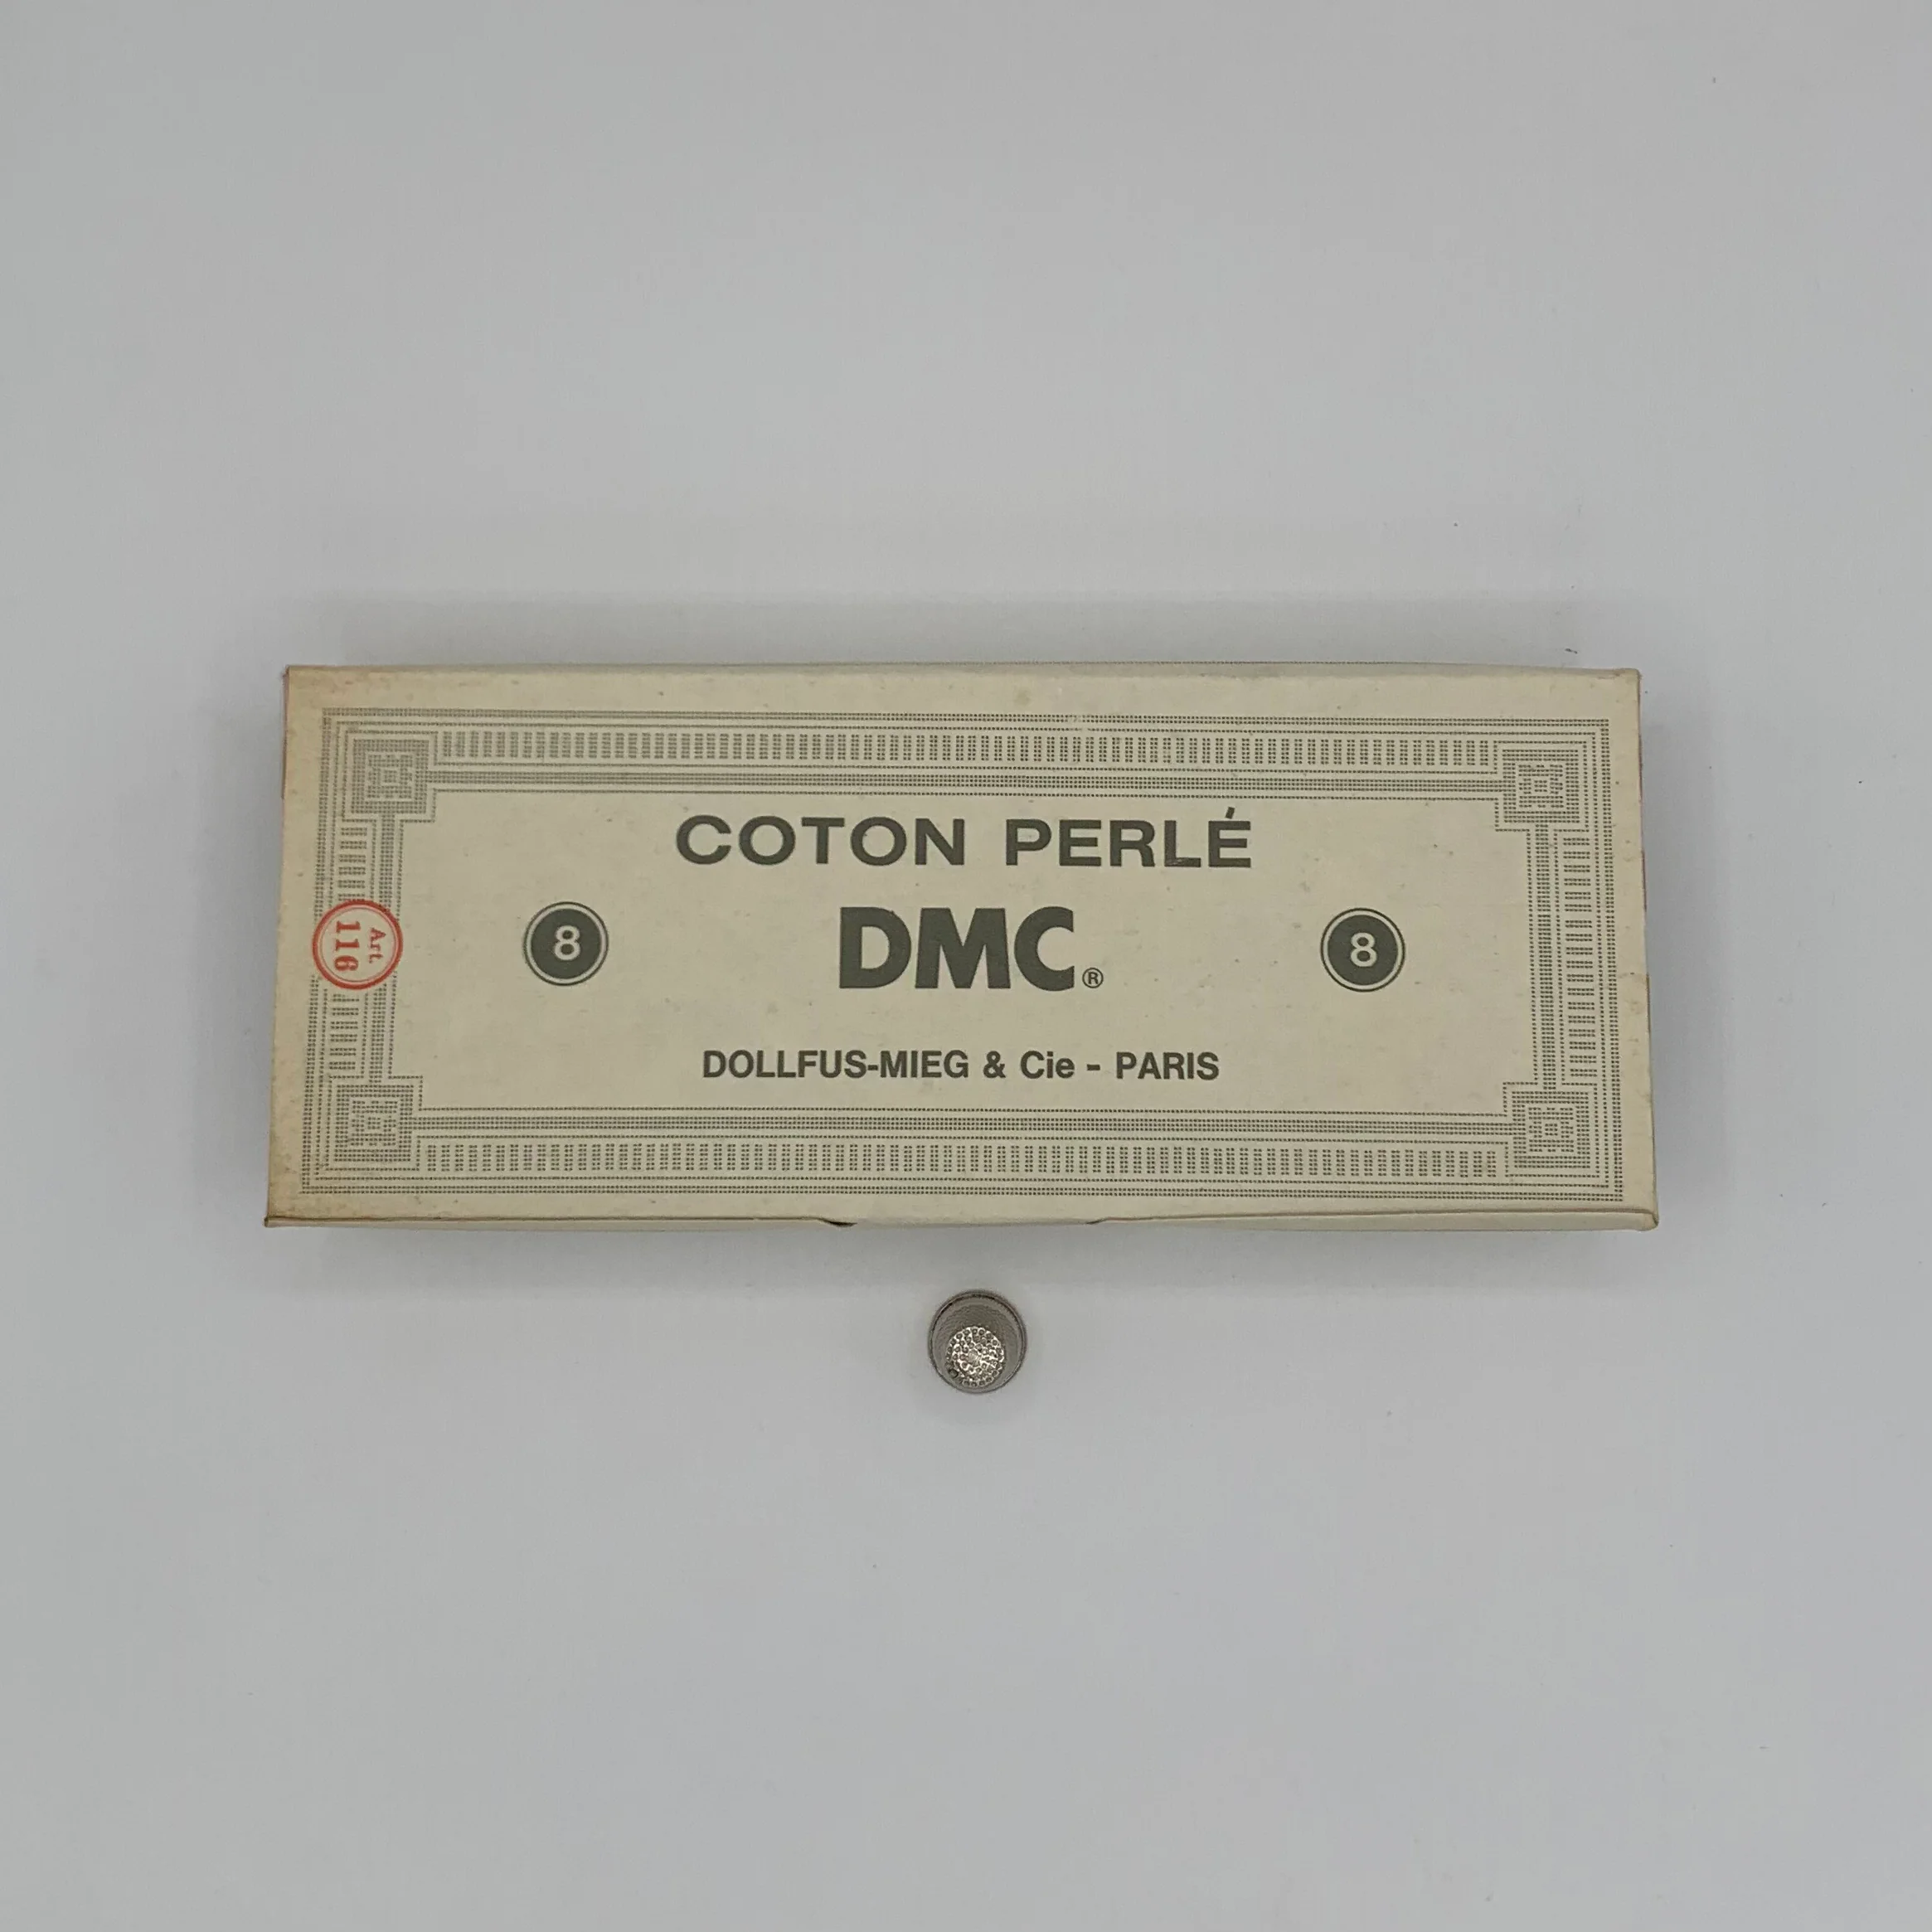 COTON PERLÉ
Art.
116
8 DMC® 8
DOLLFUS-MIEG & Cie - PARIS